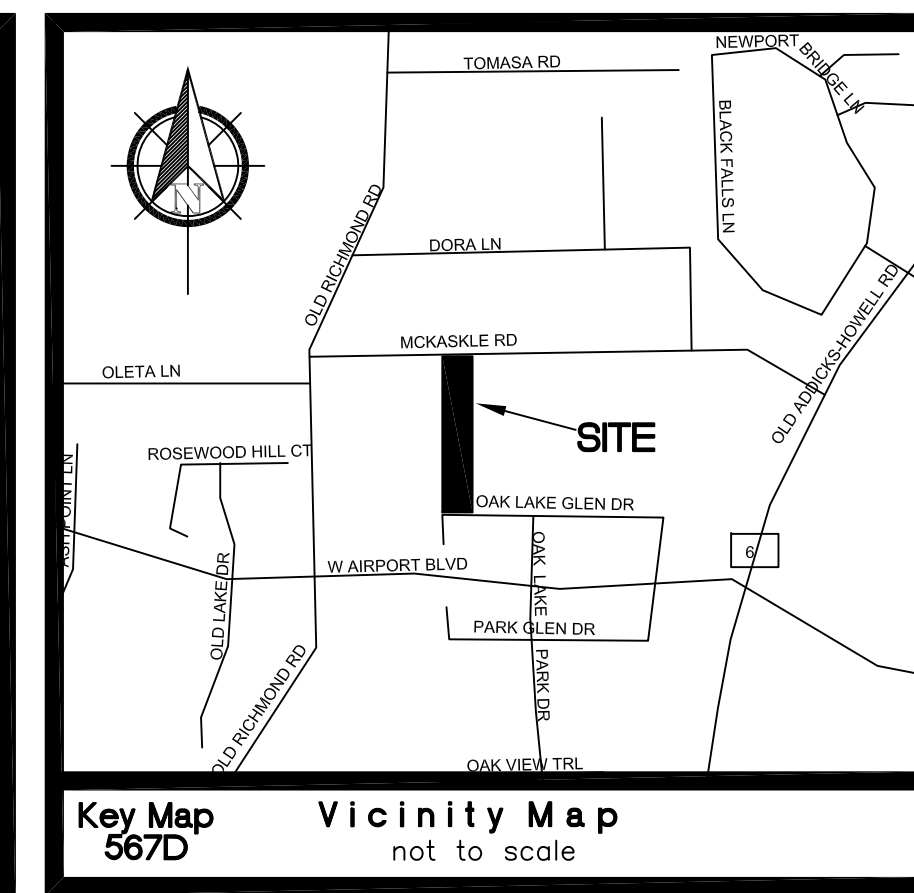 NEWPORT BRIDGE LN
TOMASA RD
BLACK FALLS LN
N
OLD RICHMOND RD
DORA LN
OLD ADDICKS-HOWELL RD
MCKASKLE RD
OLETA LN
SITE
ROSEWOOD HILL CT
ASH POINT LN
OAK LAKE GLEN DR
6
OAK LAKE PARK DR
W AIRPORT BLVD
OLD LAKE DR
PARK GLEN DR
OLD RICHMOND RD
OAK VIEW TRL
Key Map
567D
Vicinity Map
not to scale